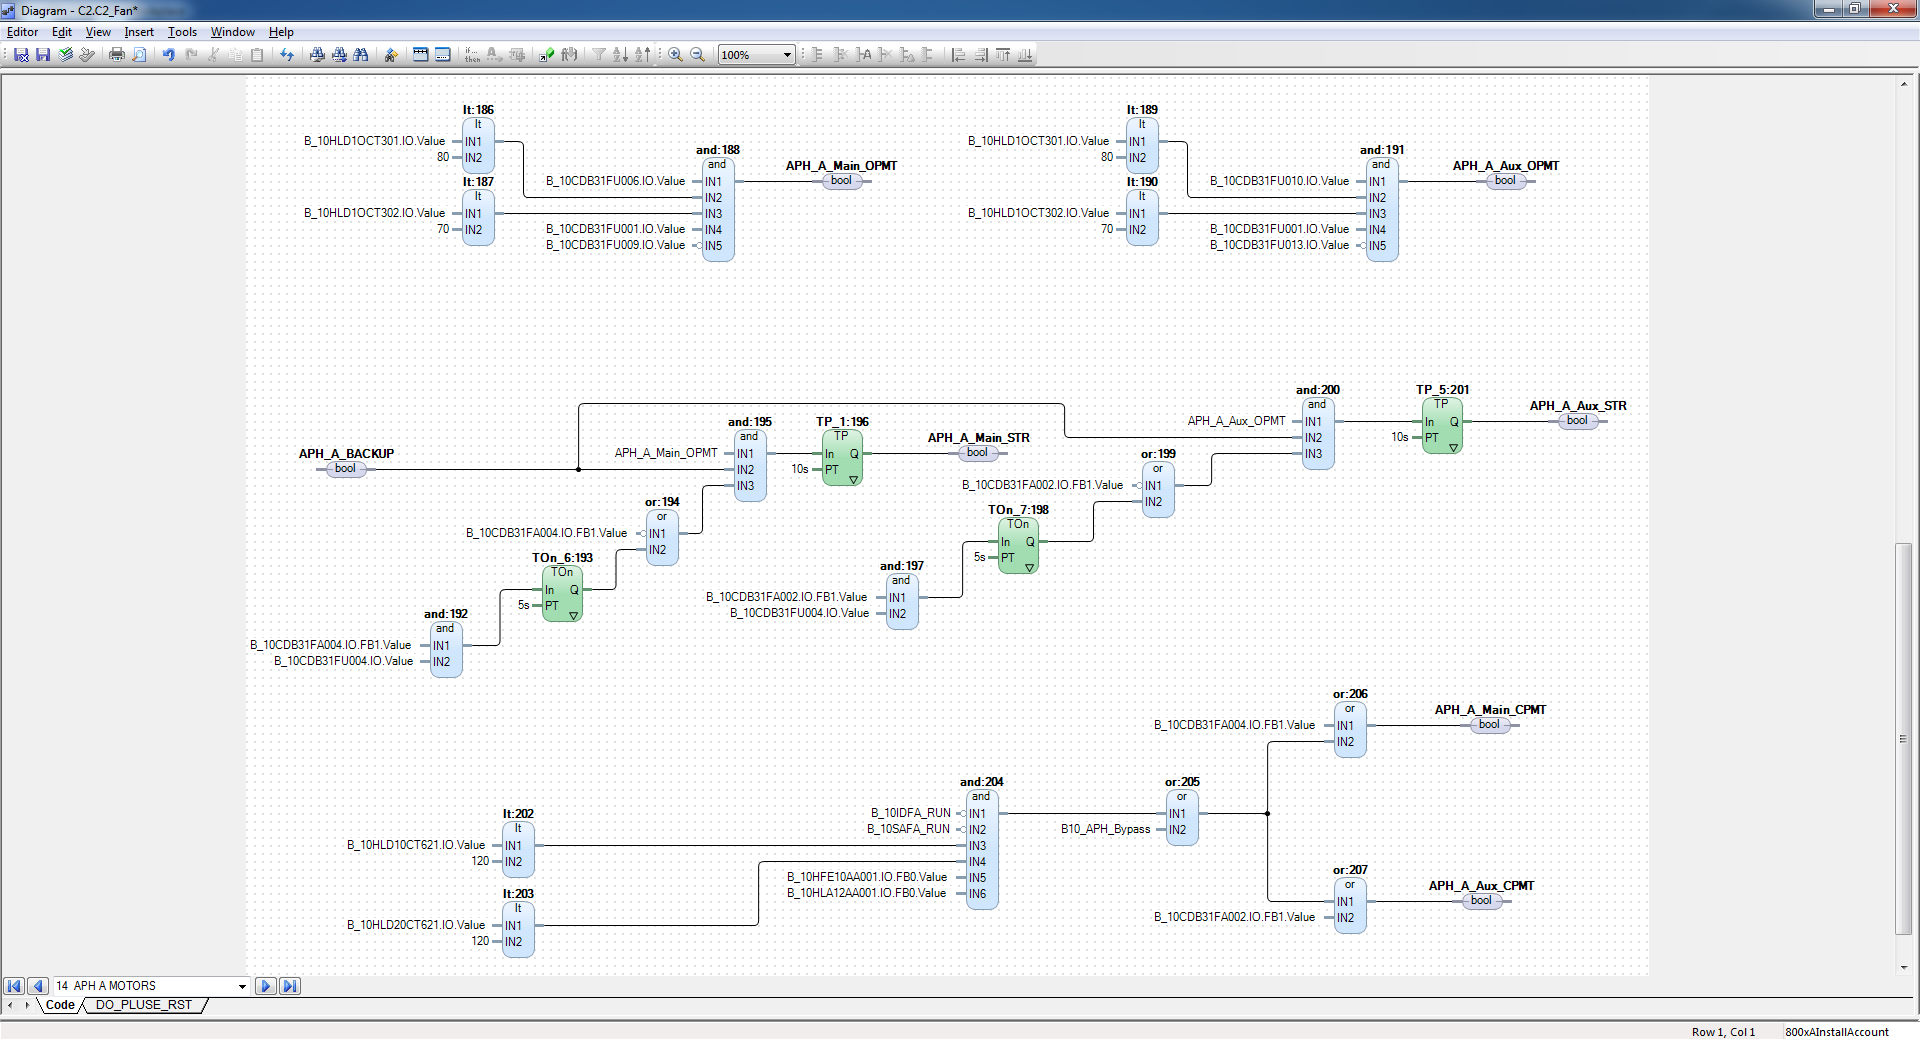 Diagram - C2.C2_Fan*
Editor Edit View Insert Tools Window Help
if... then
100%
lt:186
lt
B_10HLD1OCT301.IO.Value IN1
80 IN2
lt:187
lt
B_10HLD1OCT302.IO.Value IN1
70 IN2
and:188
and
B_10CDB31FU006.IO.Value IN1
IN2
IN3
B_10CDB31FU001.IO.Value IN4
B_10CDB31FU009.IO.Value IN5
APH_A_Main_OPMT
bool
lt:189
lt
B_10HLD1OCT301.IO.Value IN1
80 IN2
lt:190
lt
B_10HLD1OCT302.IO.Value IN1
70 IN2
and:191
and
B_10CDB31FU010.IO.Value IN1
IN2
IN3
B_10CDB31FU001.IO.Value IN4
B_10CDB31FU013.IO.Value IN5
APH_A_Aux_OPMT
bool
APH_A_BACKUP
bool
and:195
and
APH_A_Main_OPMT IN1
IN2
IN3
TP_1:196
TP
In Q
10s PT
APH_A_Main_STR
bool
or:194
or
B_10CDB31FA004.IO.FB1.Value IN1
IN2
TOn_6:193
TOn
In Q
5s PT
and:192
and
B_10CDB31FA004.IO.FB1.Value IN1
B_10CDB31FU004.IO.Value IN2
and:200
and
APH_A_Aux_OPMT IN1
IN2
IN3
TP_5:201
TP
In Q
10s PT
APH_A_Aux_STR
bool
or:199
or
B_10CDB31FA002.IO.FB1.Value IN1
IN2
TOn_7:198
TOn
In Q
5s PT
and:197
and
B_10CDB31FA002.IO.FB1.Value IN1
B_10CDB31FU004.IO.Value IN2
or:206
or
B_10CDB31FA004.IO.FB1.Value IN1
IN2
APH_A_Main_CPMT
bool
lt:202
lt
B_10HLD10CT621.IO.Value IN1
120 IN2
lt:203
lt
B_10HLD20CT621.IO.Value IN1
120 IN2
and:204
and
B_10IDFA_RUN IN1
B_10SAFA_RUN IN2
IN3
IN4
B_10HFE10AA001.IO.FB0.Value IN5
B_10HLA12AA001.IO.FB0.Value IN6
or:205
or
IN1
B10_APH_Bypass IN2
or:207
or
IN1
B_10CDB31FA002.IO.FB1.Value IN2
APH_A_Aux_CPMT
bool
14 APH A MOTORS
Code DO_PLUSE_RST
Row 1, Col 1 800xAInstallAccount